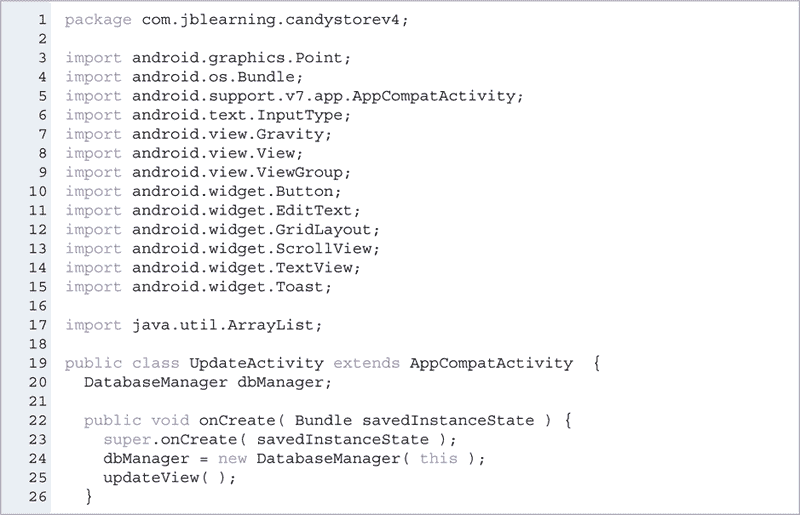 1 package com.jblearning.candystorev4;
2
3 import android.graphics.Point;
4 import android.os.Bundle;
5 import android.support.v7.app.AppCompatActivity;
6 import android.text.InputType;
7 import android.view.Gravity;
8 import android.view.View;
9 import android.view.ViewGroup;
10 import android.widget.Button;
11 import android.widget.EditText;
12 import android.widget.GridLayout;
13 import android.widget.ScrollView;
14 import android.widget.TextView;
15 import android.widget.Toast;
16
17 import java.util.ArrayList;
18
19 public class UpdateActivity extends AppCompatActivity  {
20   DatabaseManager dbManager;
21
22   public void onCreate( Bundle savedInstanceState ) {
23     super.onCreate( savedInstanceState );
24     dbManager = new DatabaseManager( this );
25     updateView( );
26   }